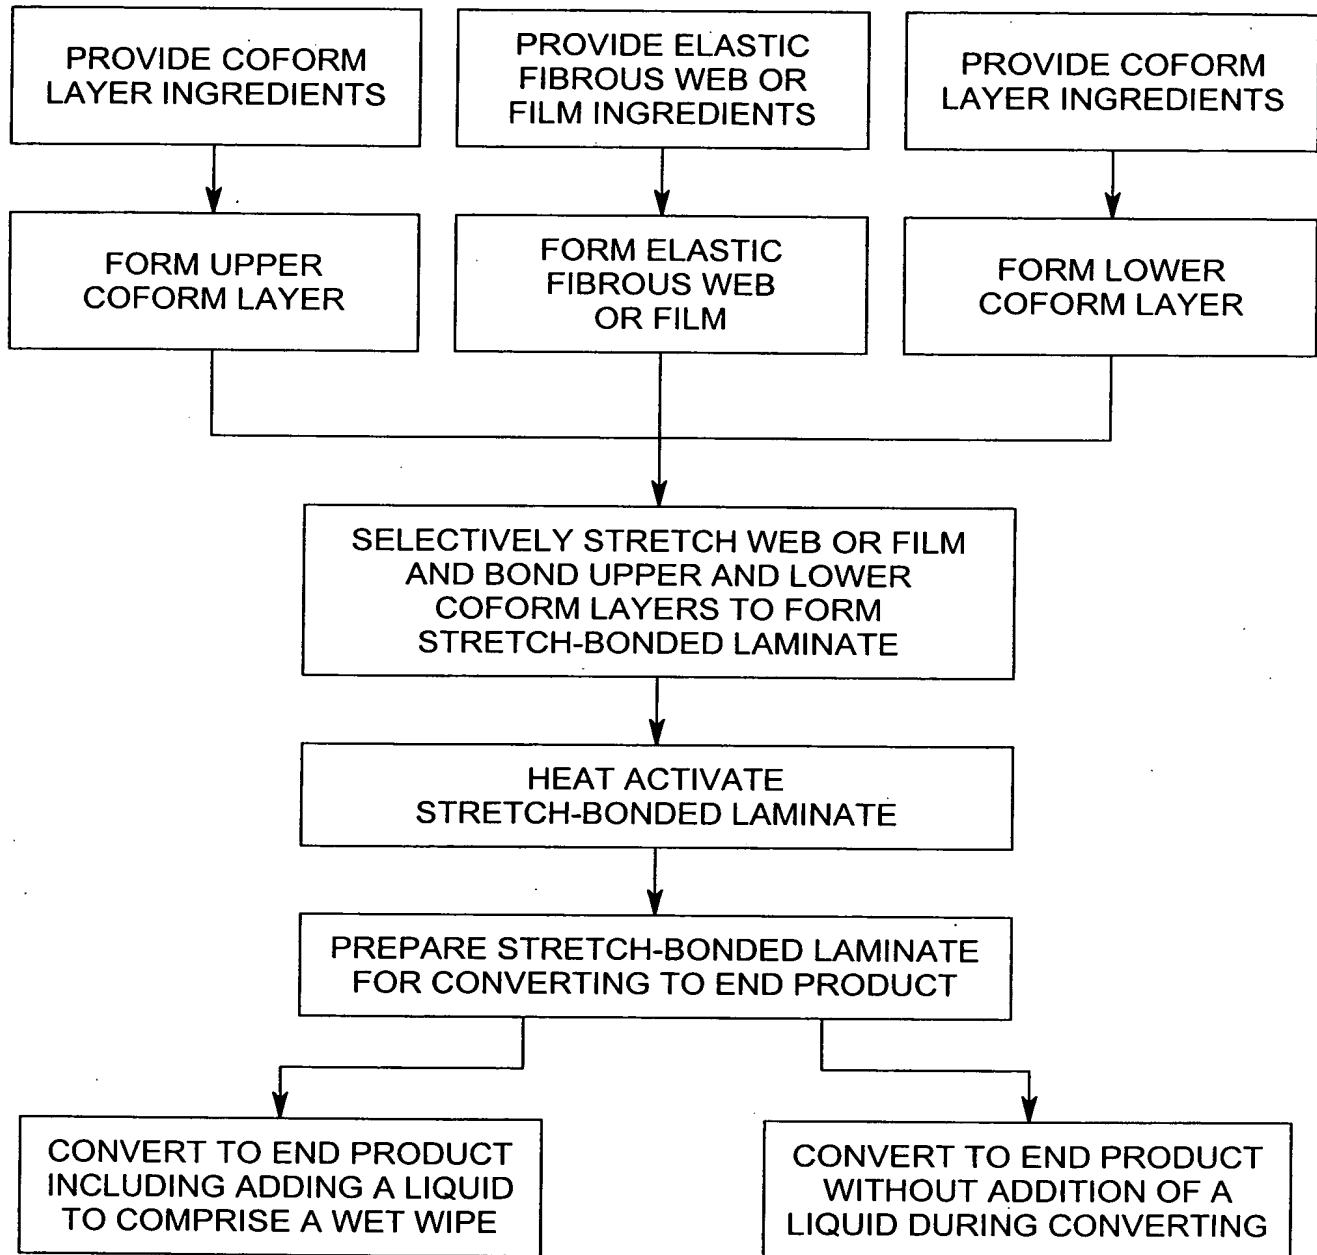 PROVIDE COFORM
LAYER INGREDIENTS
PROVIDE ELASTIC
FIBROUS WEB OR
FILM INGREDIENTS
PROVIDE COFORM
LAYER INGREDIENTS
FORM UPPER
COFORM LAYER
FORM ELASTIC
FIBROUS WEB
OR FILM
FORM LOWER
COFORM LAYER
SELECTIVELY STRETCH WEB OR FILM
AND BOND UPPER AND LOWER
COFORM LAYERS TO FORM
STRETCH-BONDED LAMINATE
HEAT ACTIVATE
STRETCH-BONDED LAMINATE
PREPARE STRETCH-BONDED LAMINATE
FOR CONVERTING TO END PRODUCT
CONVERT TO END PRODUCT
INCLUDING ADDING A LIQUID
TO COMPRISE A WET WIPE
CONVERT TO END PRODUCT
WITHOUT ADDITION OF A
LIQUID DURING CONVERTING